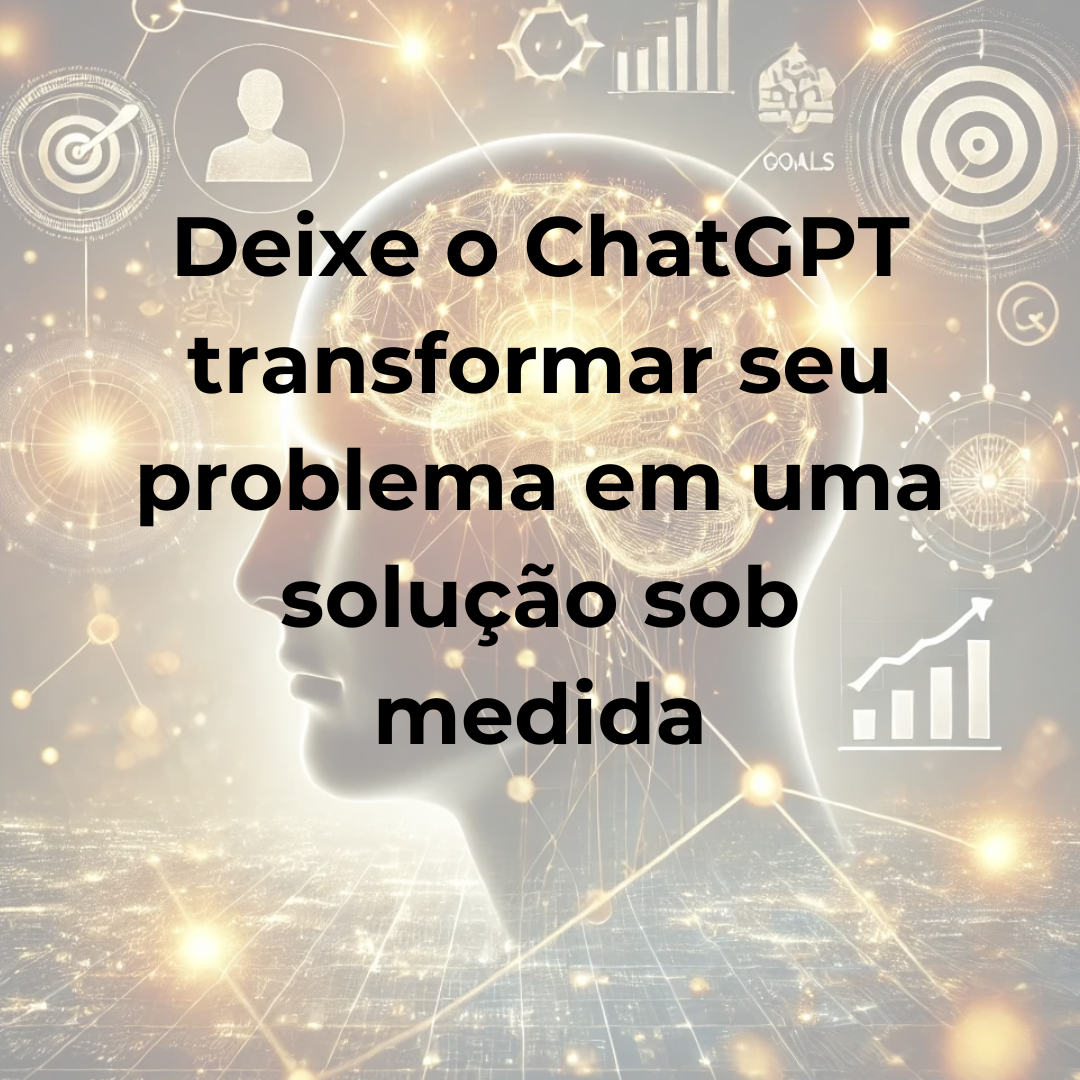 GOALS
Deixe o ChatGPT
transformar seu
problema em uma
solução sob
medida